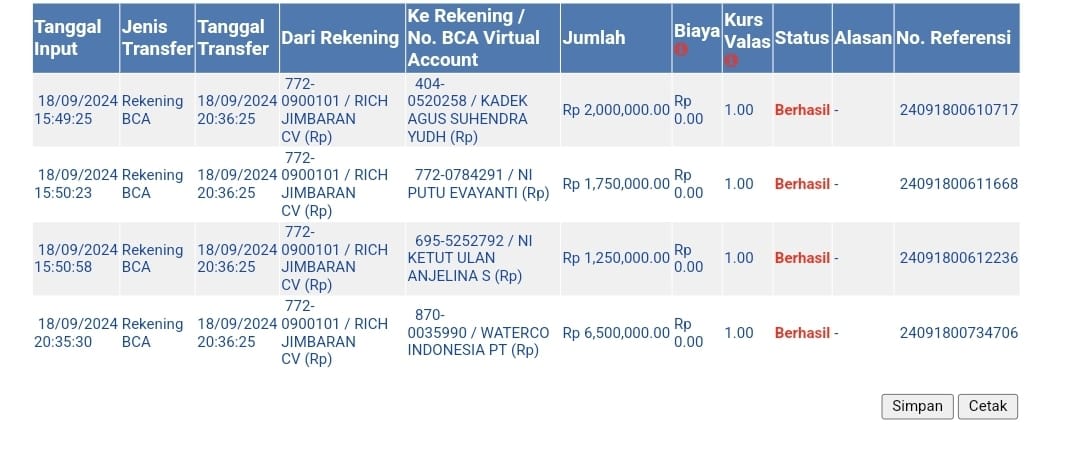 Tanggal Input
Jenis Transfer
Tanggal Transfer
Dari Rekening
Ke Rekening /
No. BCA Virtual
Account
Jumlah
Biaya
Kurs Valas
Status
Alasan
No. Referensi
18/09/2024
15:49:25
Rekening
BCA
18/09/2024
20:36:25
772-
0900101 / RICH
JIMBARAN
CV (Rp)
404-
0520258 / KADEK
AGUS SUHENDRA
YUDH (Rp)
Rp 2,000,000.00
Rp
0.00
1.00
Berhasil
-
24091800610717
18/09/2024
15:50:23
Rekening
BCA
18/09/2024
20:36:25
772-
0900101 / RICH
JIMBARAN
CV (Rp)
772-0784291 / NI
PUTU EVAYANTI (Rp)
Rp 1,750,000.00
Rp
0.00
1.00
Berhasil
-
24091800611668
18/09/2024
15:50:58
Rekening
BCA
18/09/2024
20:36:25
772-
0900101 / RICH
JIMBARAN
CV (Rp)
695-5252792 / NI
KETUT ULAN
ANJELINA S (Rp)
Rp 1,250,000.00
Rp
0.00
1.00
Berhasil
-
24091800612236
18/09/2024
20:35:30
Rekening
BCA
18/09/2024
20:36:25
772-
0900101 / RICH
JIMBARAN
CV (Rp)
870-
0035990 / WATERCO
INDONESIA PT (Rp)
Rp 6,500,000.00
Rp
0.00
1.00
Berhasil
-
24091800734706
Simpan
Cetak